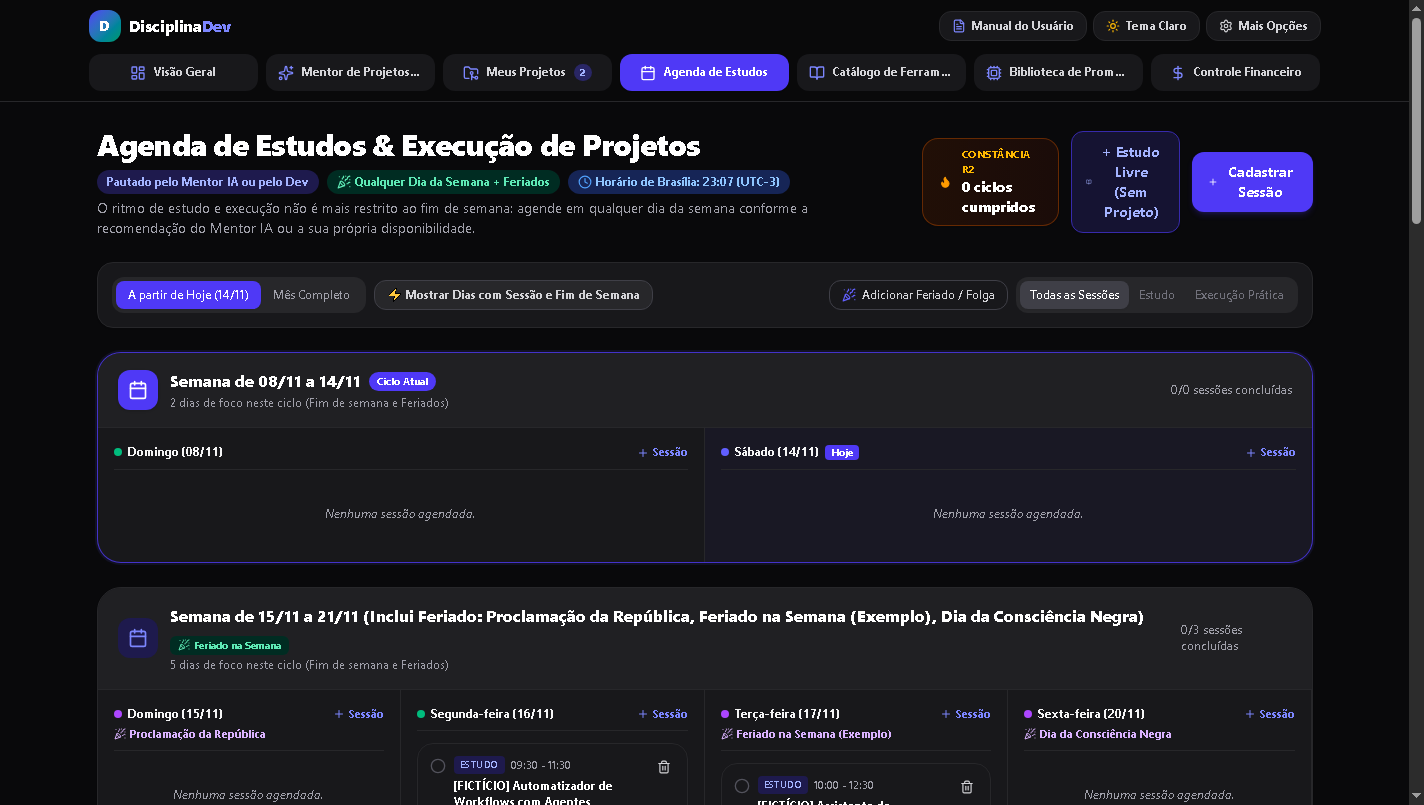 D DisciplinaDev
Manual do Usuário
Tema Claro
Mais Opções
Visão Geral
Mentor de Projetos...
Meus Projetos 2
Agenda de Estudos
Catálogo de Ferram...
Biblioteca de Prom...
Controle Financeiro
Agenda de Estudos & Execução de Projetos
Pautado pelo Mentor IA ou pelo Dev
Qualquer Dia da Semana + Feriados
Horário de Brasília: 23:07 (UTC-3)
O ritmo de estudo e execução não é mais restrito ao fim de semana: agende em qualquer dia da semana conforme a
recomendação do Mentor IA ou a sua própria disponibilidade.
CONSTÂNCIA
R2
0 ciclos
cumpridos
+ Estudo
Livre
(Sem
Projeto)
+ Cadastrar
Sessão
A partir de Hoje (14/11)
Mês Completo
Mostrar Dias com Sessão e Fim de Semana
Adicionar Feriado / Folga
Todas as Sessões
Estudo
Execução Prática
Semana de 08/11 a 14/11 Ciclo Atual
2 dias de foco neste ciclo (Fim de semana e Feriados)
0/0 sessões concluídas
Domingo (08/11)
+ Sessão
Nenhuma sessão agendada.
Sábado (14/11) Hoje
+ Sessão
Nenhuma sessão agendada.
Semana de 15/11 a 21/11 (Inclui Feriado: Proclamação da República, Feriado na Semana (Exemplo), Dia da Consciência Negra)
Feriado na Semana
5 dias de foco neste ciclo (Fim de semana e Feriados)
0/3 sessões
concluídas
Domingo (15/11)
+ Sessão
Proclamação da República
Nenhuma sessão agendada.
Segunda-feira (16/11)
+ Sessão
ESTUDO 09:30 - 11:30
[FICTÍCIO] Automatizador de
Workflows com Agentes
Terça-feira (17/11)
+ Sessão
Feriado na Semana (Exemplo)
ESTUDO 10:00 - 12:30
[FICTÍCIO] Assistente de
Sexta-feira (20/11)
+ Sessão
Dia da Consciência Negra
Nenhuma sessão agendada.